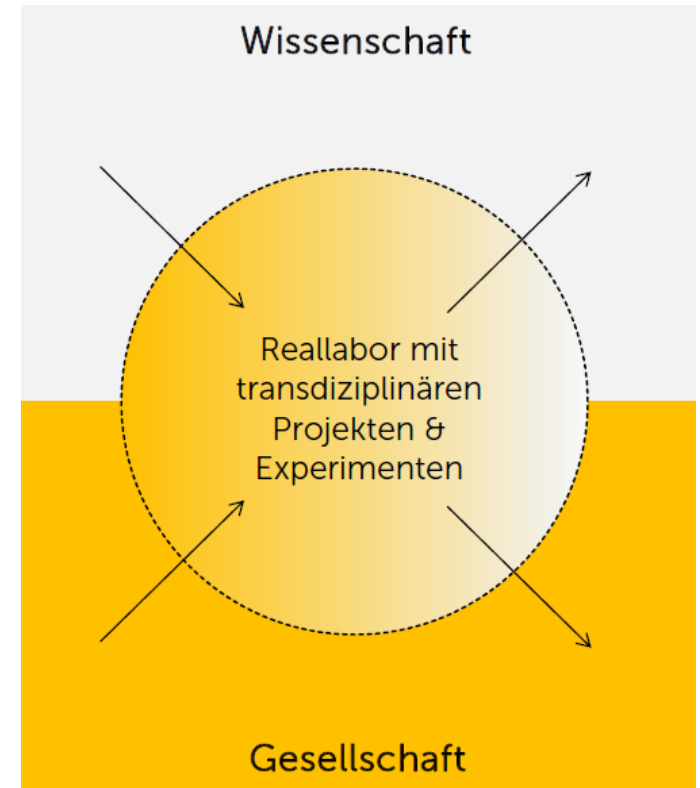 Wissenschaft
Reallabor mit
transdiziplinären
Projekten &
Experimenten
Gesellschaft